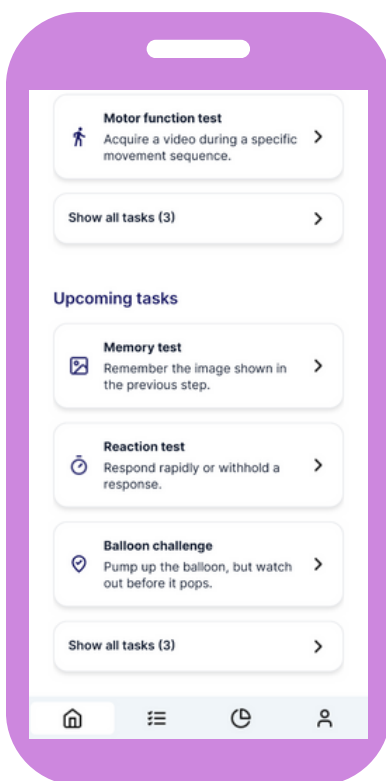 Motor function test
Acquire a video during a specific
movement sequence.
Show all tasks (3)
Upcoming tasks
Memory test
Remember the image shown in
the previous step.
Reaction test
Respond rapidly or withhold a
response.
Balloon challenge
Pump up the balloon, but watch
out before it pops.
Show all tasks (3)